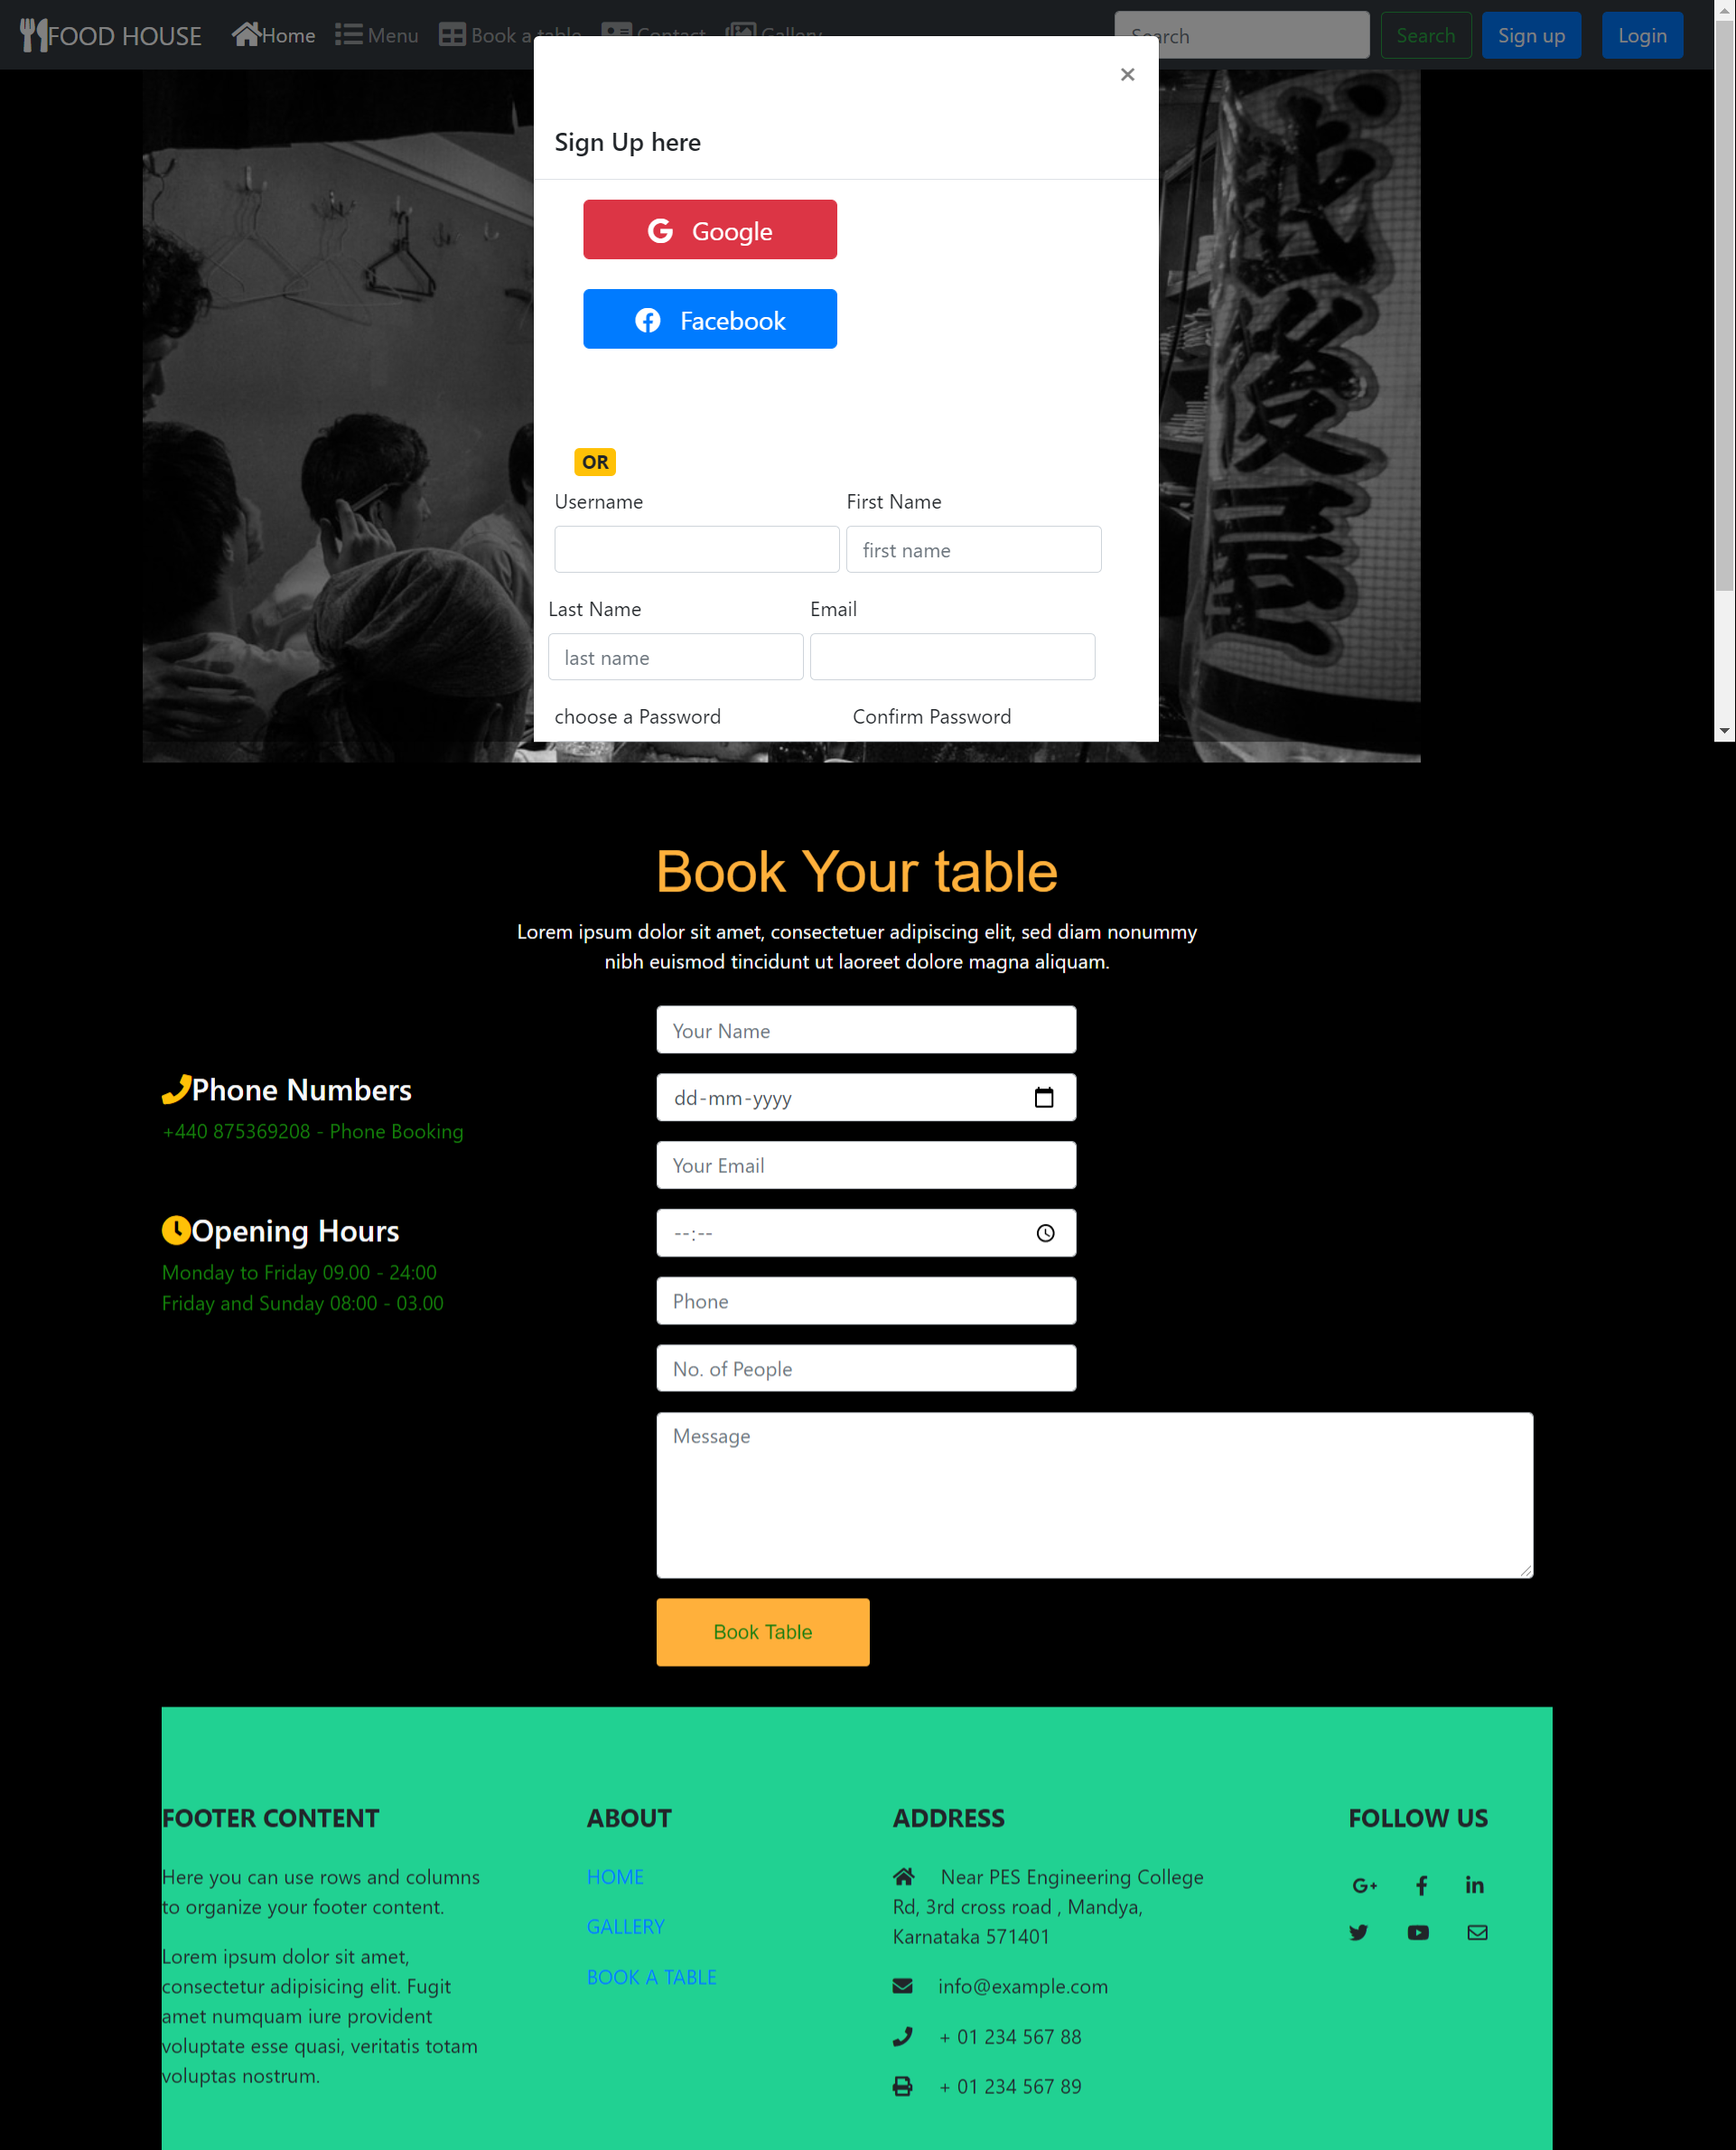 FOOD HOUSE Home Menu Book a table Contact Gallery Search Search Sign up Login
×
Sign Up here
Google
Facebook
OR
Username First Name
first name
Last Name Email
last name
choose a Password Confirm Password
Book Your table
Lorem ipsum dolor sit amet, consectetuer adipiscing elit, sed diam nonummy
nibh euismod tincidunt ut laoreet dolore magna aliquam.
Phone Numbers
+440 875369208 - Phone Booking
Opening Hours
Monday to Friday 09.00 - 24:00
Friday and Sunday 08:00 - 03.00
Your Name
dd-mm-yyyy
Your Email
--:--
Phone
No. of People
Message
Book Table
FOOTER CONTENT
Here you can use rows and columns
to organize your footer content.
Lorem ipsum dolor sit amet,
consectetur adipisicing elit. Fugit
amet numquam iure provident
voluptate esse quasi, veritatis totam
voluptas nostrum.
ABOUT
HOME
GALLERY
BOOK A TABLE
ADDRESS
Near PES Engineering College
Rd, 3rd cross road , Mandya,
Karnataka 571401
info@example.com
+ 01 234 567 88
+ 01 234 567 89
FOLLOW US